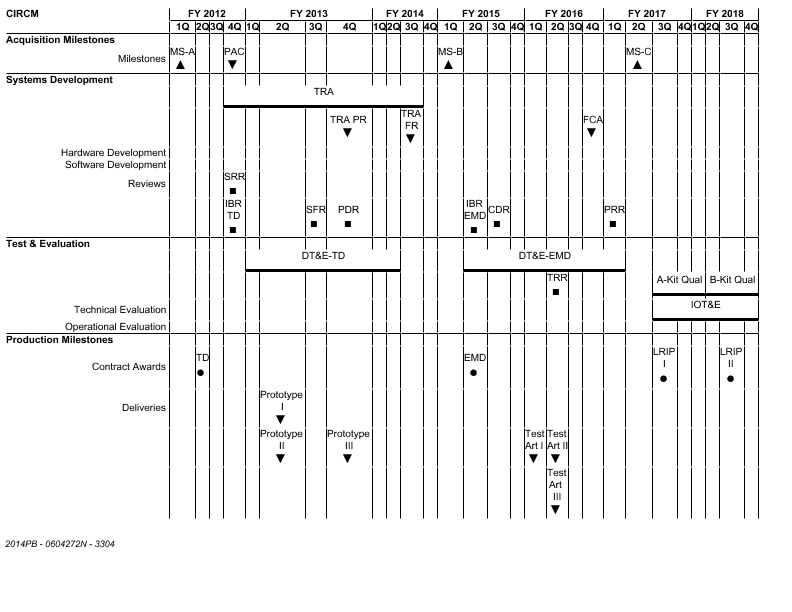 CIRCM FY 2012 FY 2013 FY 2014 FY 2015 FY 2016 FY 2017 FY 2018
1Q 2Q 3Q 4Q 1Q 2Q 3Q 4Q 1Q 2Q 3Q 4Q 1Q 2Q 3Q 4Q 1Q 2Q 3Q 4Q 1Q 2Q 3Q 4Q 1Q 2Q 3Q 4Q
Acquisition Milestones
MS-A PAC MS-B MS-C
Milestones
Systems Development
TRA
TRA PR TRA FCA
FR
Hardware Development
Software Development
SRR
Reviews
IBR SFR PDR IBR CDR PRR
TD EMD
Test & Evaluation
DT&E-TD DT&E-EMD
TRR A-Kit Qual B-Kit Qual
IOT&E
Technical Evaluation
Operational Evaluation
Production Milestones
TD EMD LRIP LRIP
I II
Contract Awards
Prototype
I
Deliveries
Prototype Prototype Test Test
II III Art I Art II
Test
Art
III
2014PB - 0604272N - 3304